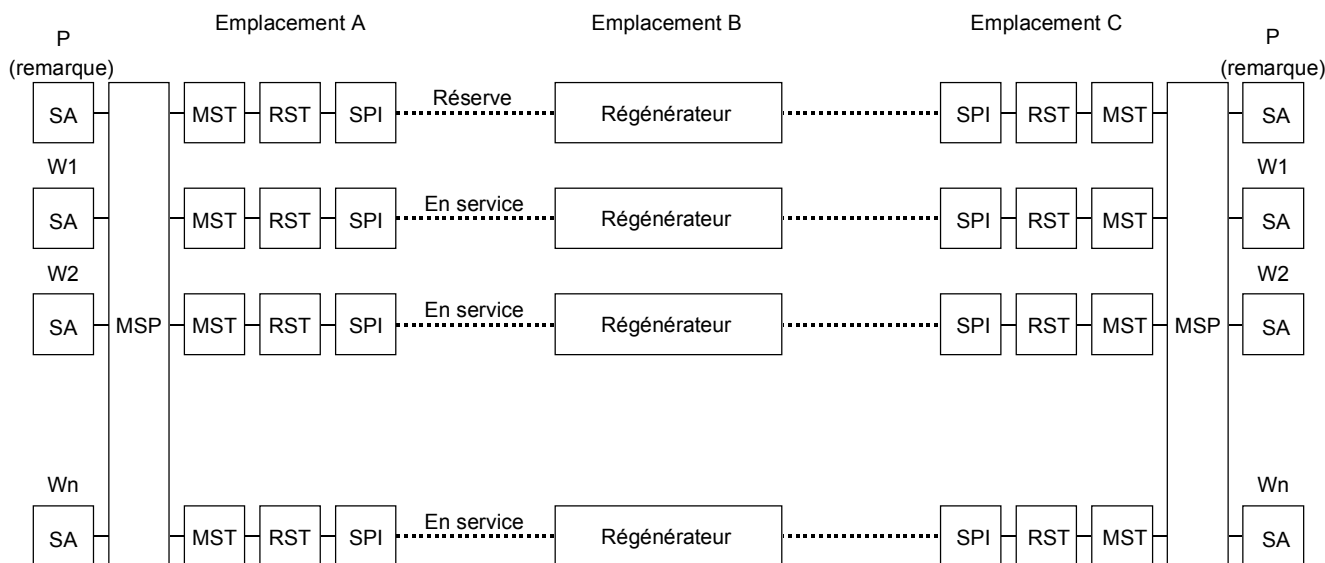 Emplacement A Emplacement B Emplacement C
P P
(remarque) (remarque)
SA MST RST SPI Réserve Régénérateur SPI RST MST SA
W1 W1
SA MST RST SPI En service Régénérateur SPI RST MST SA
W2 W2
SA MSP MST RST SPI En service Régénérateur SPI RST MST MSP SA
Wn Wn
SA MST RST SPI En service Régénérateur SPI RST MST SA